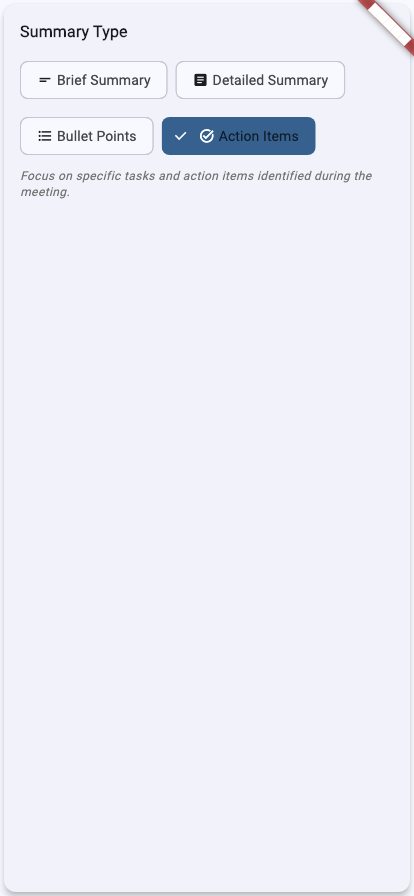 Summary Type
Brief Summary
Detailed Summary
Bullet Points
Action Items
Focus on specific tasks and action items identified during the
meeting.